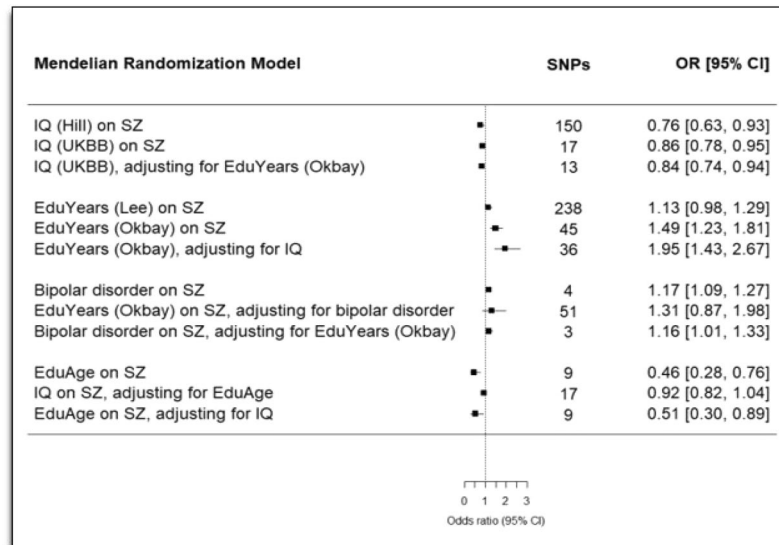 Mendelian Randomization Model SNPs OR [95% CI]
IQ (Hill) on SZ 150 0.76 [0.63, 0.93]
IQ (UKBB) on SZ 17 0.86 [0.78, 0.95]
IQ (UKBB), adjusting for EduYears (Okbay) 13 0.84 [0.74, 0.94]
EduYears (Lee) on SZ 238 1.13 [0.98, 1.29]
EduYears (Okbay) on SZ 45 1.49 [1.23, 1.81]
EduYears (Okbay), adjusting for IQ 36 1.95 [1.43, 2.67]
Bipolar disorder on SZ 4 1.17 [1.09, 1.27]
EduYears (Okbay) on SZ, adjusting for bipolar disorder 51 1.31 [0.87, 1.98]
Bipolar disorder on SZ, adjusting for EduYears (Okbay) 3 1.16 [1.01, 1.33]
EduAge on SZ 9 0.46 [0.28, 0.76]
IQ on SZ, adjusting for EduAge 17 0.92 [0.82, 1.04]
EduAge on SZ, adjusting for IQ 9 0.51 [0.30, 0.89]
0 1 2 3
Odds ratio (95% CI)